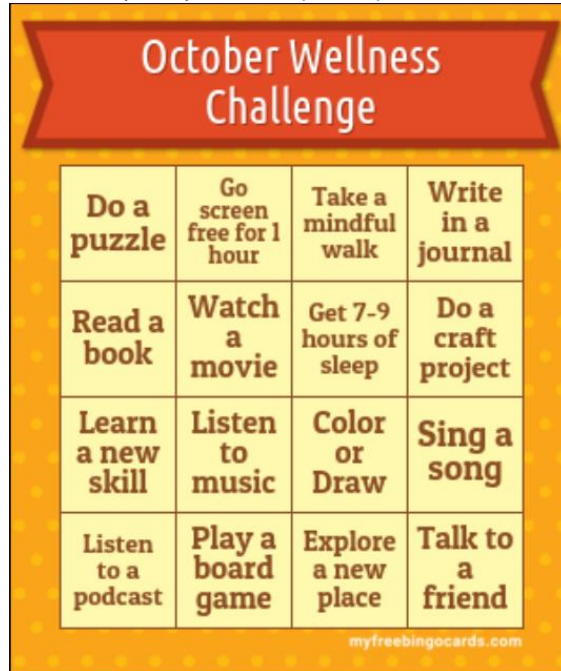 October Wellness
Challenge
Do a
puzzle
Go
screen
free for 1
hour
Take a
mindful
walk
Write
in a
journal
Read a
book
Watch
a
movie
Get 7-9
hours of
sleep
Do a
craft
project
Learn
a new
skill
Listen
to
music
Color
or
Draw
Sing a
song
Listen
to a
podcast
Play a
board
game
Explore
a new
place
Talk to
a
friend
myfreebingocards.com